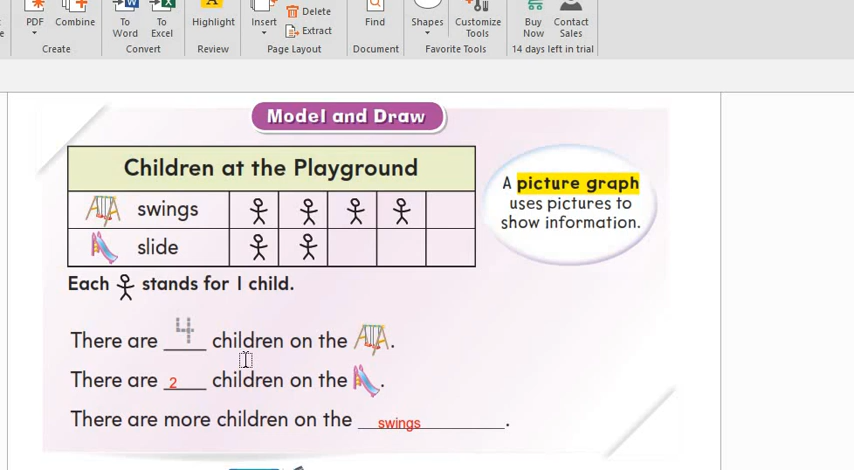 PDF Combine To Word To Excel Highlight Insert Delete Extract Find Shapes Customize Tools Buy Now Contact Sales
Create Convert Review Page Layout Document Favorite Tools 14 days left in trial
Model and Draw
Children at the Playground
swings
slide
A picture graph
uses pictures to
show information.
Each stands for 1 child.
There are 4 children on the .
There are 2 children on the .
There are more children on the swings.